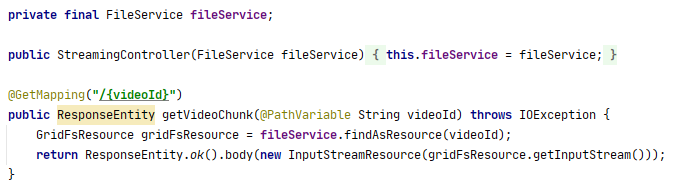 private final FileService fileService;
public StreamingController(FileService fileService) { this.fileService = fileService; }
@GetMapping("/{videoId}")
public ResponseEntity getVideoChunk(@PathVariable String videoId) throws IOException {
GridFsResource gridFsResource = fileService.findAsResource(videoId);
return ResponseEntity.ok().body(new InputStreamResource(gridFsResource.getInputStream()));
}